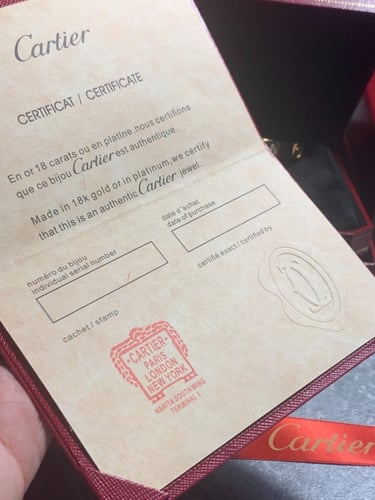 Cartier
CERTIFICAT / CERTIFICATE
En or 18 carats ou en platine,nous certifions
que ce bijou Cartier est authentique.
Made in 18k gold or in platinum,we certify
that this is an authentic Cartier jewel.
numéro du bijou
individual serial number
date d'achat
date of purchase
cachet / stamp
certifié exact / certified by
CARTIER
PARIS
LONDON
NEW YORK
NARITA SOUTH WING
TERMINAL 1
Cartier